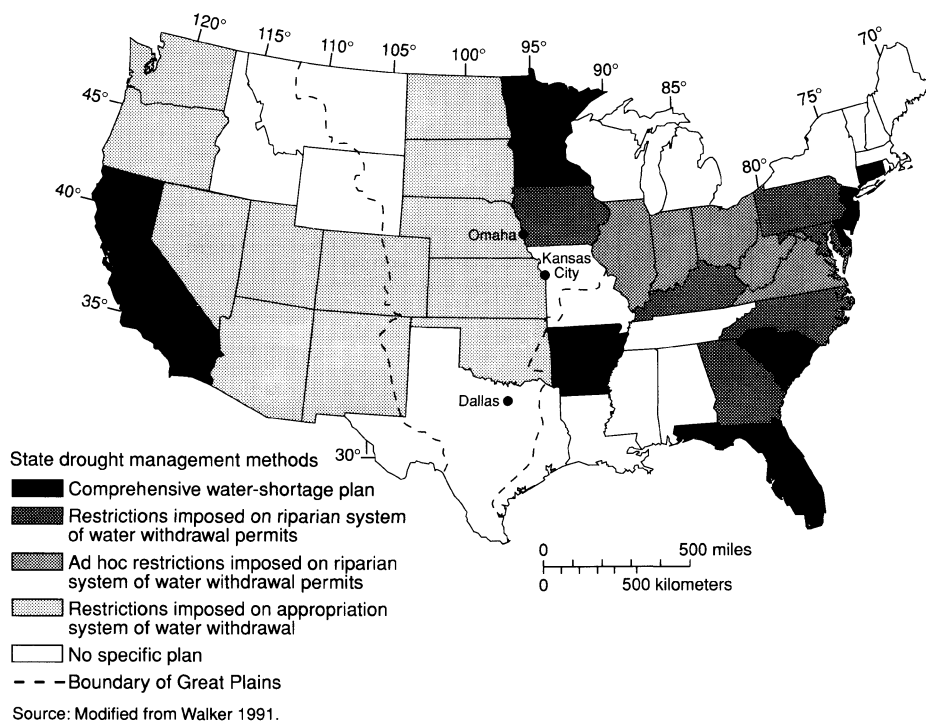 120°
115°
110°
105°
100°
95°
90°
85°
80°
75°
70°
45°
40°
35°
30°
Omaha
Kansas
City
Dallas
State drought management methods
Comprehensive water-shortage plan
Restrictions imposed on riparian system
of water withdrawal permits
Ad hoc restrictions imposed on riparian
system of water withdrawal permits
Restrictions imposed on appropriation
system of water withdrawal
No specific plan
Boundary of Great Plains
0 500 miles
0 500 kilometers
Source: Modified from Walker 1991.